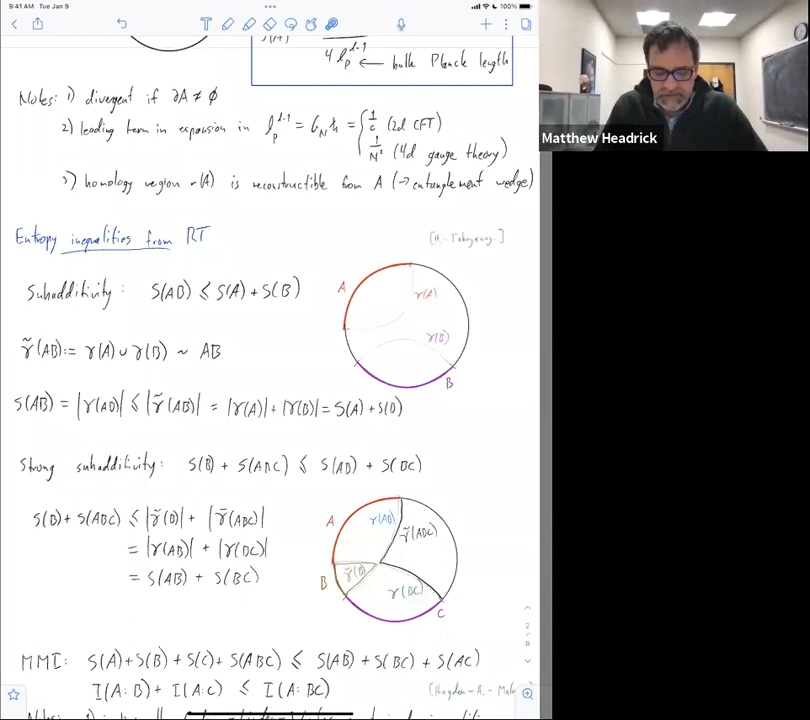 9:41 AM Tue Jan 9
100%
4 l_p^{d-1} ← bulk Planck length
Notes: 1) divergent if ∂A ≠ ∅
2) leading term in expansion in l_p^{d-1} = G_N ħ = { 1/c (2d CFT)
1/N² (4d gauge theory)
3) homology region r(A) is reconstructible from A (→ entanglement wedge)
Entropy inequalities from RT
Subadditivity: S(AB) ≤ S(A) + S(B)
A
γ(A)
γ(B)
B
γ̃(AB) := γ(A) ∪ γ(B) ~ AB
S(AB) = |γ(AB)| ≤ |γ̃(AB)| = |γ(A)| + |γ(B)| = S(A) + S(B)
Strong subadditivity: S(B) + S(ABC) ≤ S(AB) + S(BC)
S(B) + S(ABC) ≤ |γ̃(B)| + |γ̃(ABC)|
= |γ(AB)| + |γ(BC)|
= S(AB) + S(BC)
A
γ(AB)
γ̃(ABC)
γ̃(B)
B
γ(BC)
C
MMI: S(A) + S(B) + S(C) + S(ABC) ≤ S(AB) + S(BC) + S(AC)
I(A:B) + I(A:C) ≤ I(A:BC)
Matthew Headrick